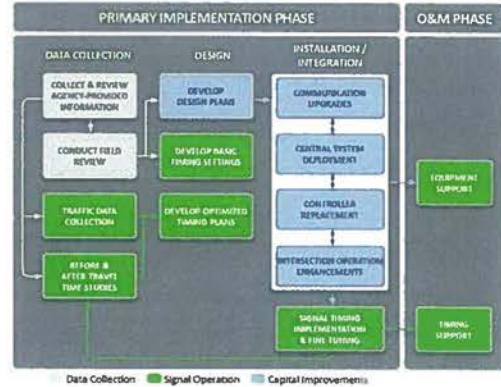 PRIMARY IMPLEMENTATION PHASE
O&M PHASE
DATA COLLECTION
DESIGN
INSTALLATION /
INTEGRATION
COLLECT & REVIEW
AGENCY-PROVIDED
INFORMATION
DEVELOP
DESIGN PLANS
COMMUNICATION
UPGRADES
CONDUCT FIELD
REVIEW
DEVELOP BASIC
TIMING SETTINGS
CENTRAL SYSTEM
DEPLOYMENT
EQUIPMENT
SUPPORT
TRAFFIC DATA
COLLECTION
DEVELOP OPTIMIZED
TIMING PLANS
CONTROLLER
REPLACEMENT
BEFORE &
AFTER TRAVEL
TIME STUDIES
INTERSECTION OPERATION
ENHANCEMENTS
SIGNAL TIMING
IMPLEMENTATION
& FINE TUNING
TIMING
SUPPORT
Data Collection
Signal Operation
Capital Improvements